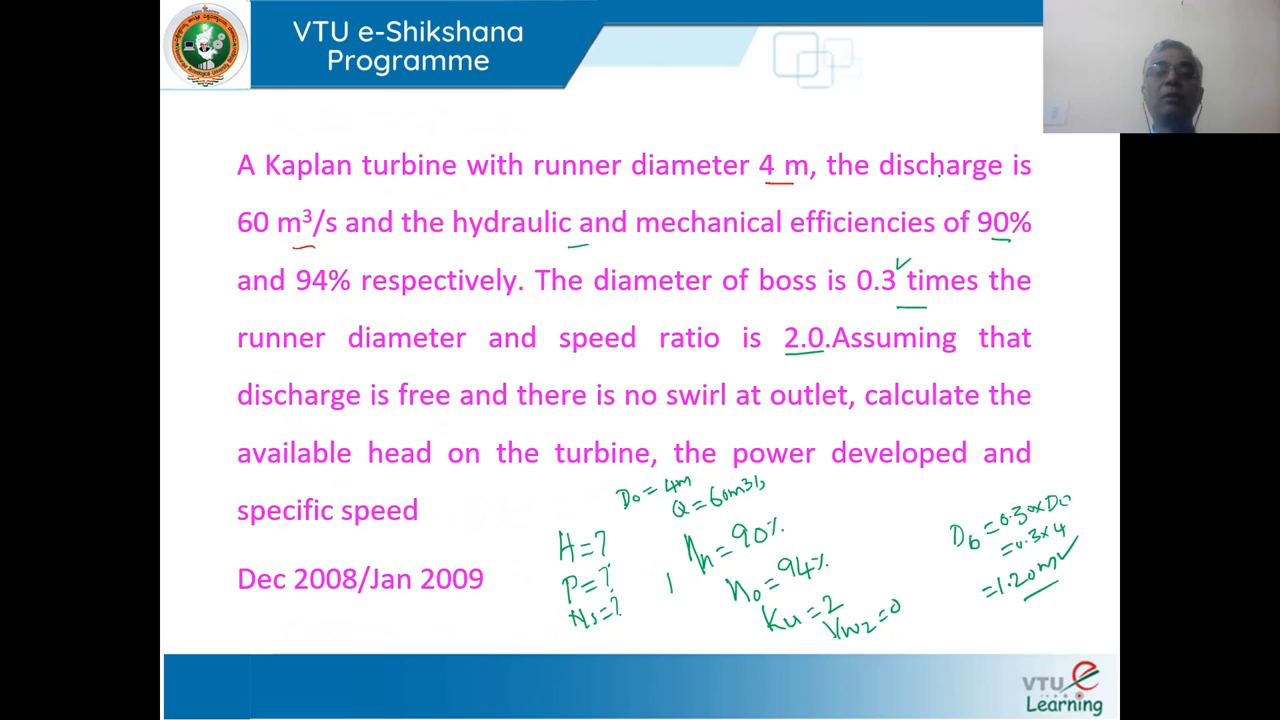 VTU e-Shikshana
Programme
A Kaplan turbine with runner diameter 4 m, the discharge is
60 m³/s and the hydraulic and mechanical efficiencies of 90%
and 94% respectively. The diameter of boss is 0.3 times the
runner diameter and speed ratio is 2.0.Assuming that
discharge is free and there is no swirl at outlet, calculate the
available head on the turbine, the power developed and
specific speed
Dec 2008/Jan 2009
H = ?
P = ?
Ns = ?
D₀ = 4m
Q = 60m3/s
ηh = 90%
η₀ = 94%
Ku = 2
Vw2 = 0
Db = 0.30xD₀
= 0.3 x 4
= 1.20m
VTU e
Learning